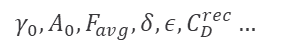 γ₀, A₀, F_avg, δ, ϵ, C_D^rec ...